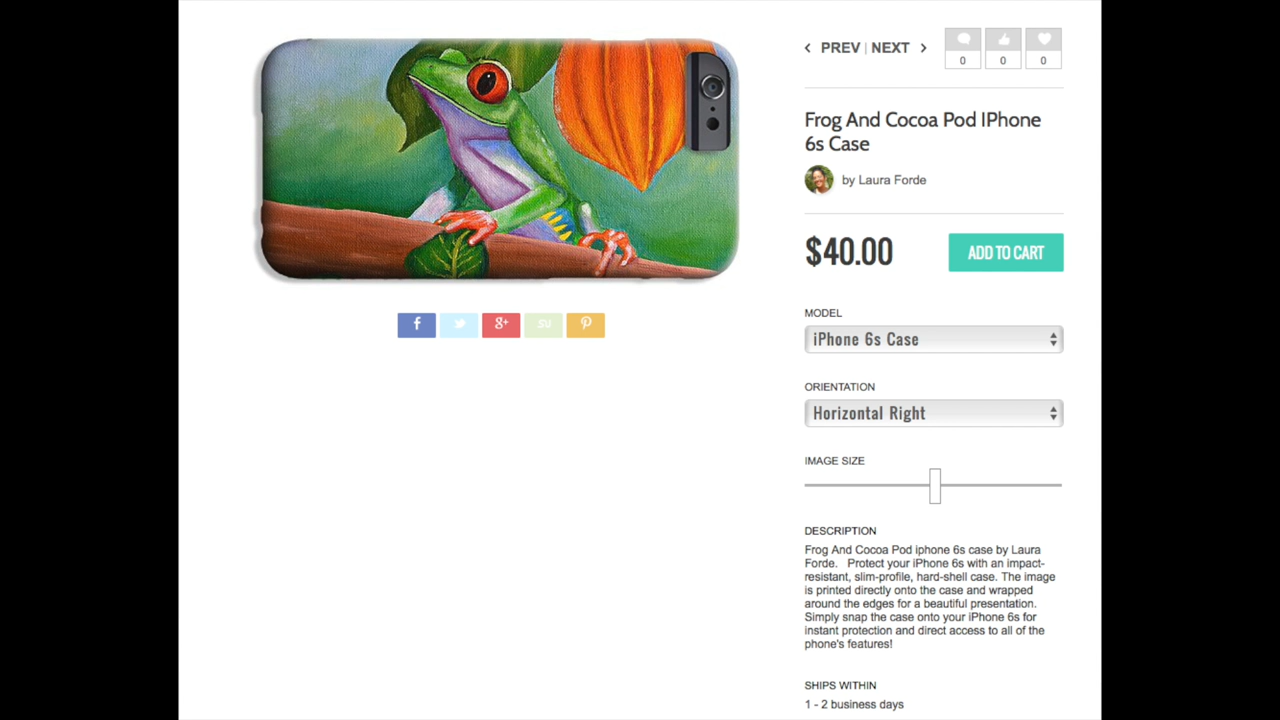 PREV | NEXT
0 0 0
Frog And Cocoa Pod IPhone
6s Case
by Laura Forde
$40.00
ADD TO CART
f
8+
SU
MODEL
iPhone 6s Case
ORIENTATION
Horizontal Right
IMAGE SIZE
DESCRIPTION
Frog And Cocoa Pod iphone 6s case by Laura
Forde. Protect your iPhone 6s with an impact-
resistant, slim-profile, hard-shell case. The image
is printed directly onto the case and wrapped
around the edges for a beautiful presentation.
Simply snap the case onto your iPhone 6s for
instant protection and direct access to all of the
phone's features!
SHIPS WITHIN
1 - 2 business days